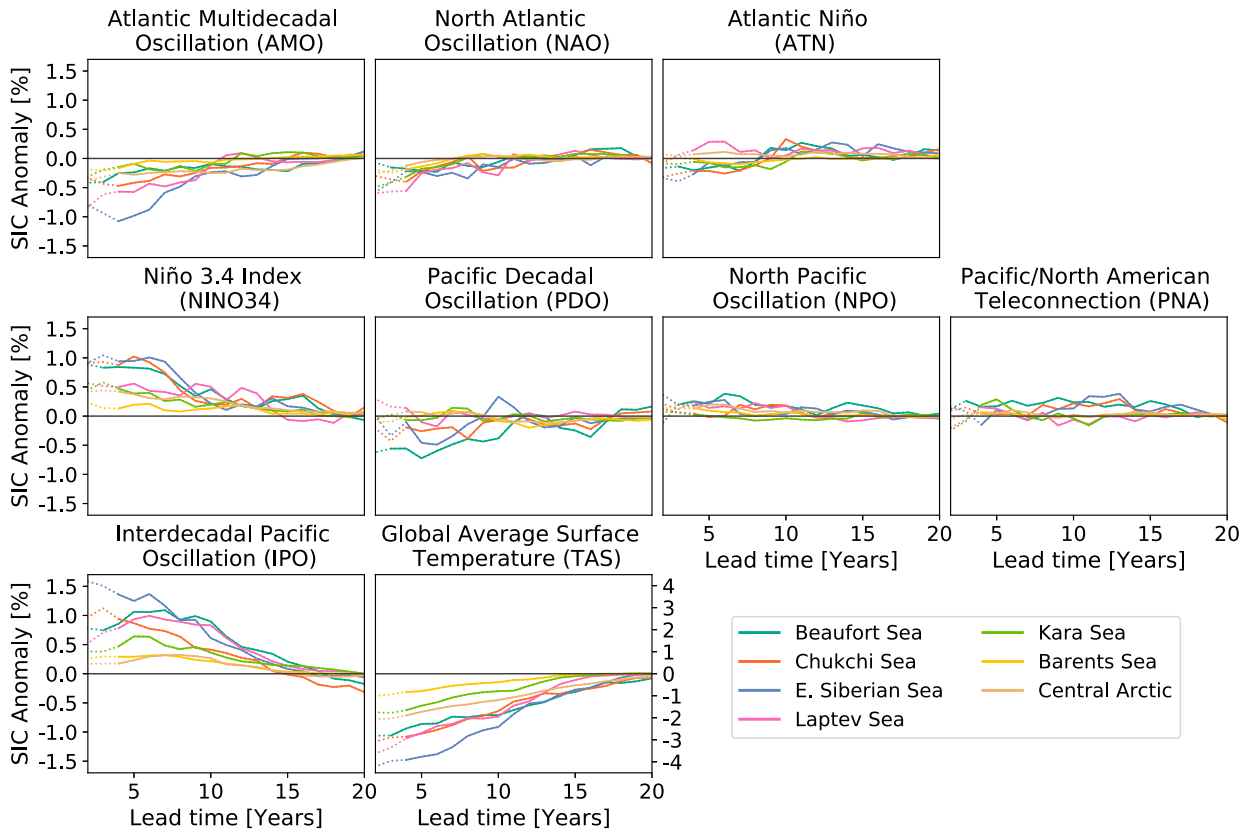 Atlantic Multidecadal
Oscillation (AMO)
North Atlantic
Oscillation (NAO)
Atlantic Niño
(ATN)
SIC Anomaly [%]
1.5
1.0
0.5
0.0
-0.5
-1.0
-1.5
Niño 3.4 Index
(NINO34)
Pacific Decadal
Oscillation (PDO)
North Pacific
Oscillation (NPO)
Pacific/North American
Teleconnection (PNA)
SIC Anomaly [%]
1.5
1.0
0.5
0.0
-0.5
-1.0
-1.5
5 10 15 20
Lead time [Years]
5 10 15 20
Lead time [Years]
Interdecadal Pacific
Oscillation (IPO)
Global Average Surface
Temperature (TAS)
SIC Anomaly [%]
1.5
1.0
0.5
0.0
-0.5
-1.0
-1.5
4
3
2
1
0
-1
-2
-3
-4
5 10 15 20
Lead time [Years]
5 10 15 20
Lead time [Years]
Beaufort Sea
Chukchi Sea
E. Siberian Sea
Laptev Sea
Kara Sea
Barents Sea
Central Arctic